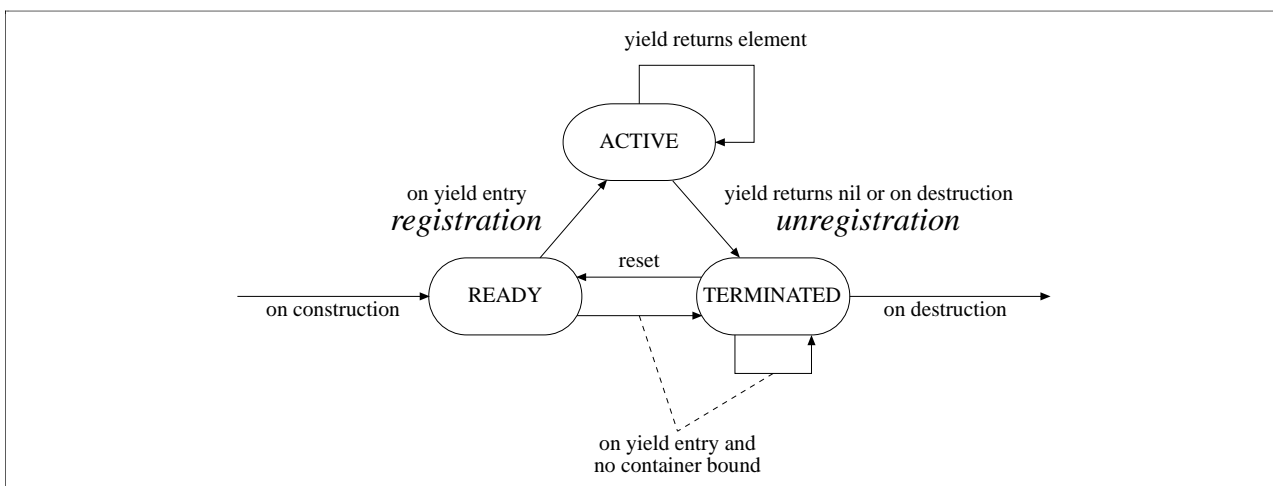 yield returns element
ACTIVE
on yield entry
registration
yield returns nil or on destruction
unregistration
reset
READY
TERMINATED
on construction
on destruction
on yield entry and
no container bound